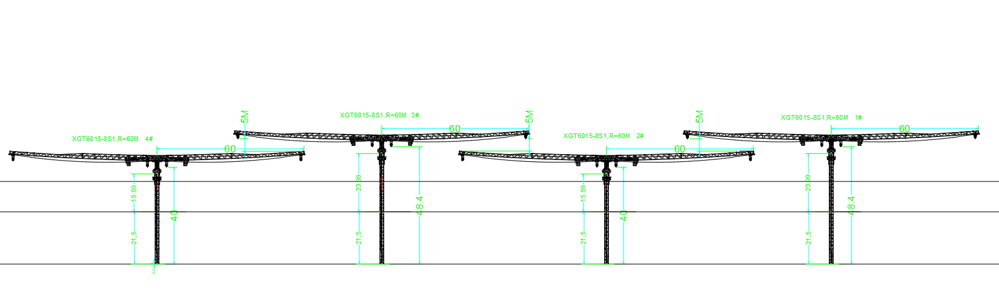 5M
5M
5M
XGT6015-8S1,R=60M 3#
XGT6015-8S1,R=60M 1#
60
60
XGT6015-8S1,R=60M 4#
XGT6015-8S1,R=60M 2#
60
60
15.59
23,99
15.59
23,99
40
48.4
40
48.4
21,5
21,5
21,5
21,5